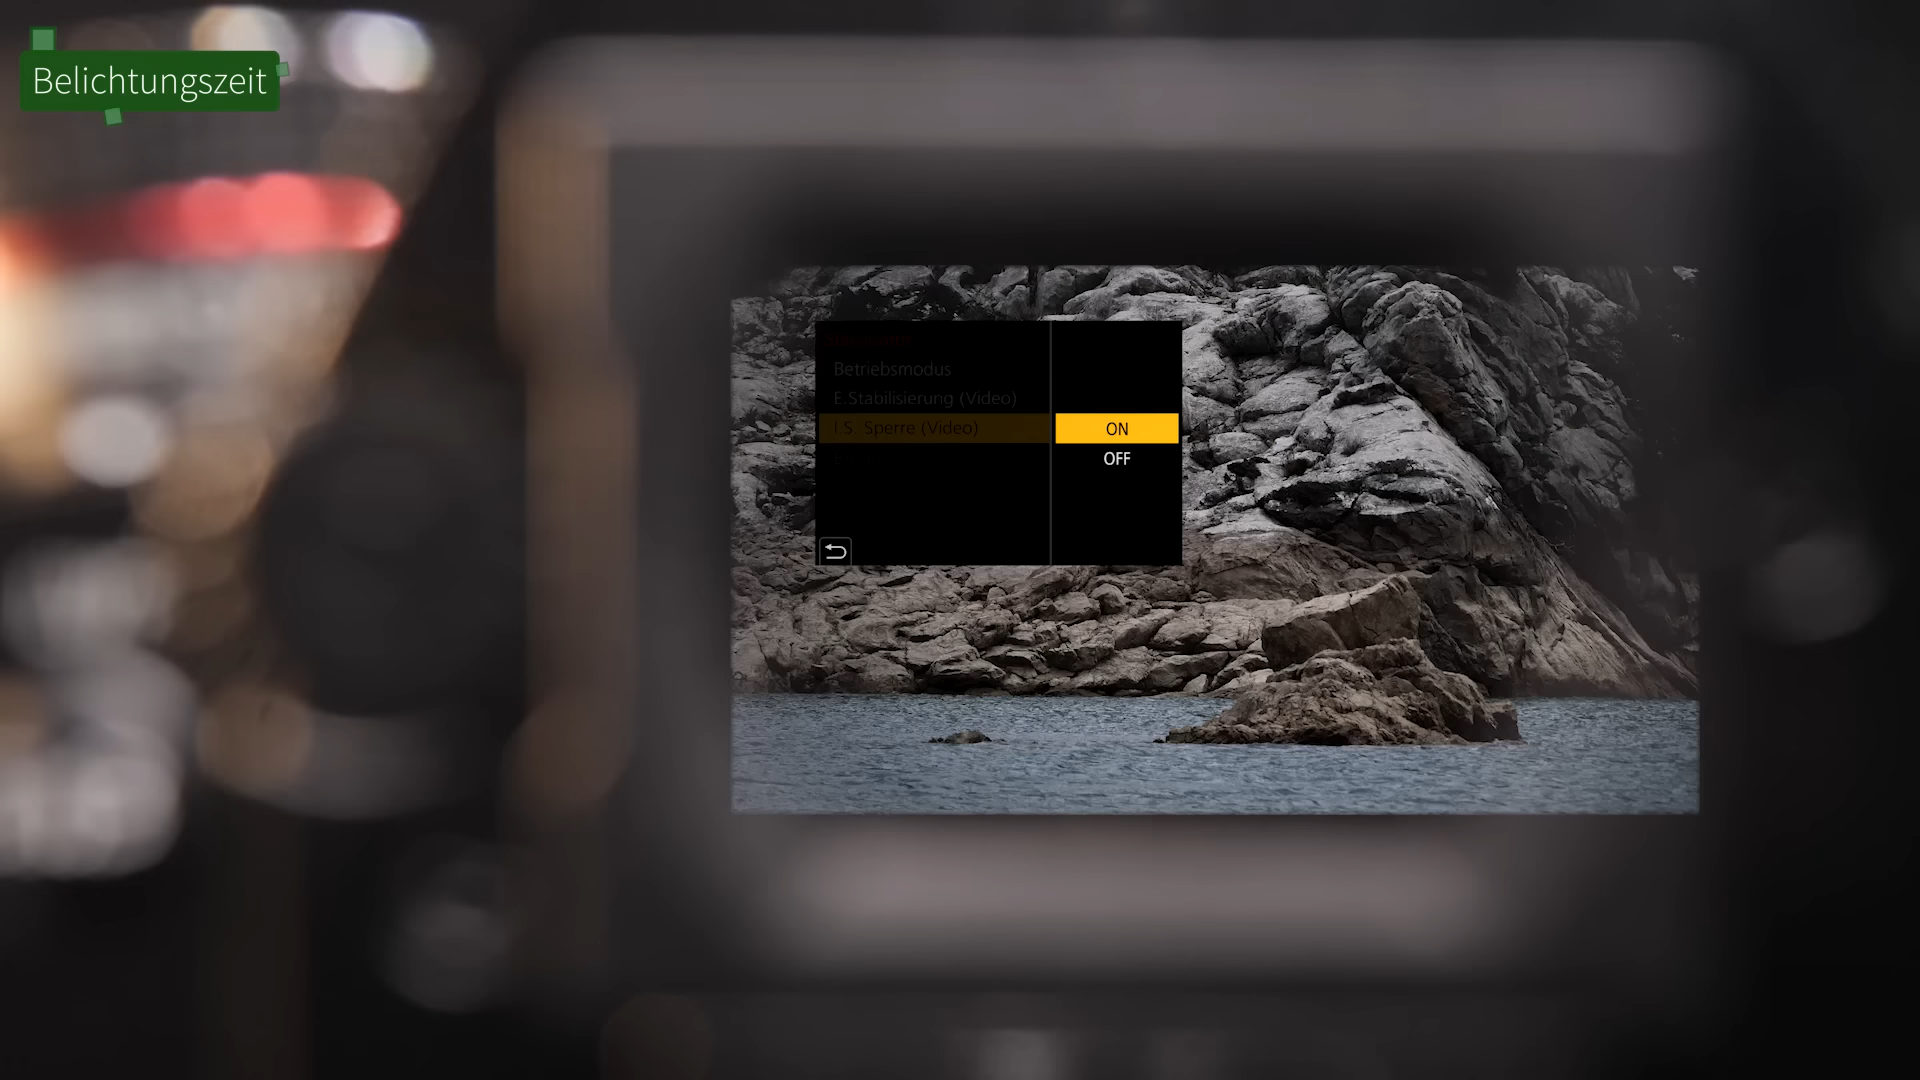 Belichtungszeit
Betriebsmodus
E.Stabilisierung (Video)
I.S. Sperre (Video)
ON
OFF